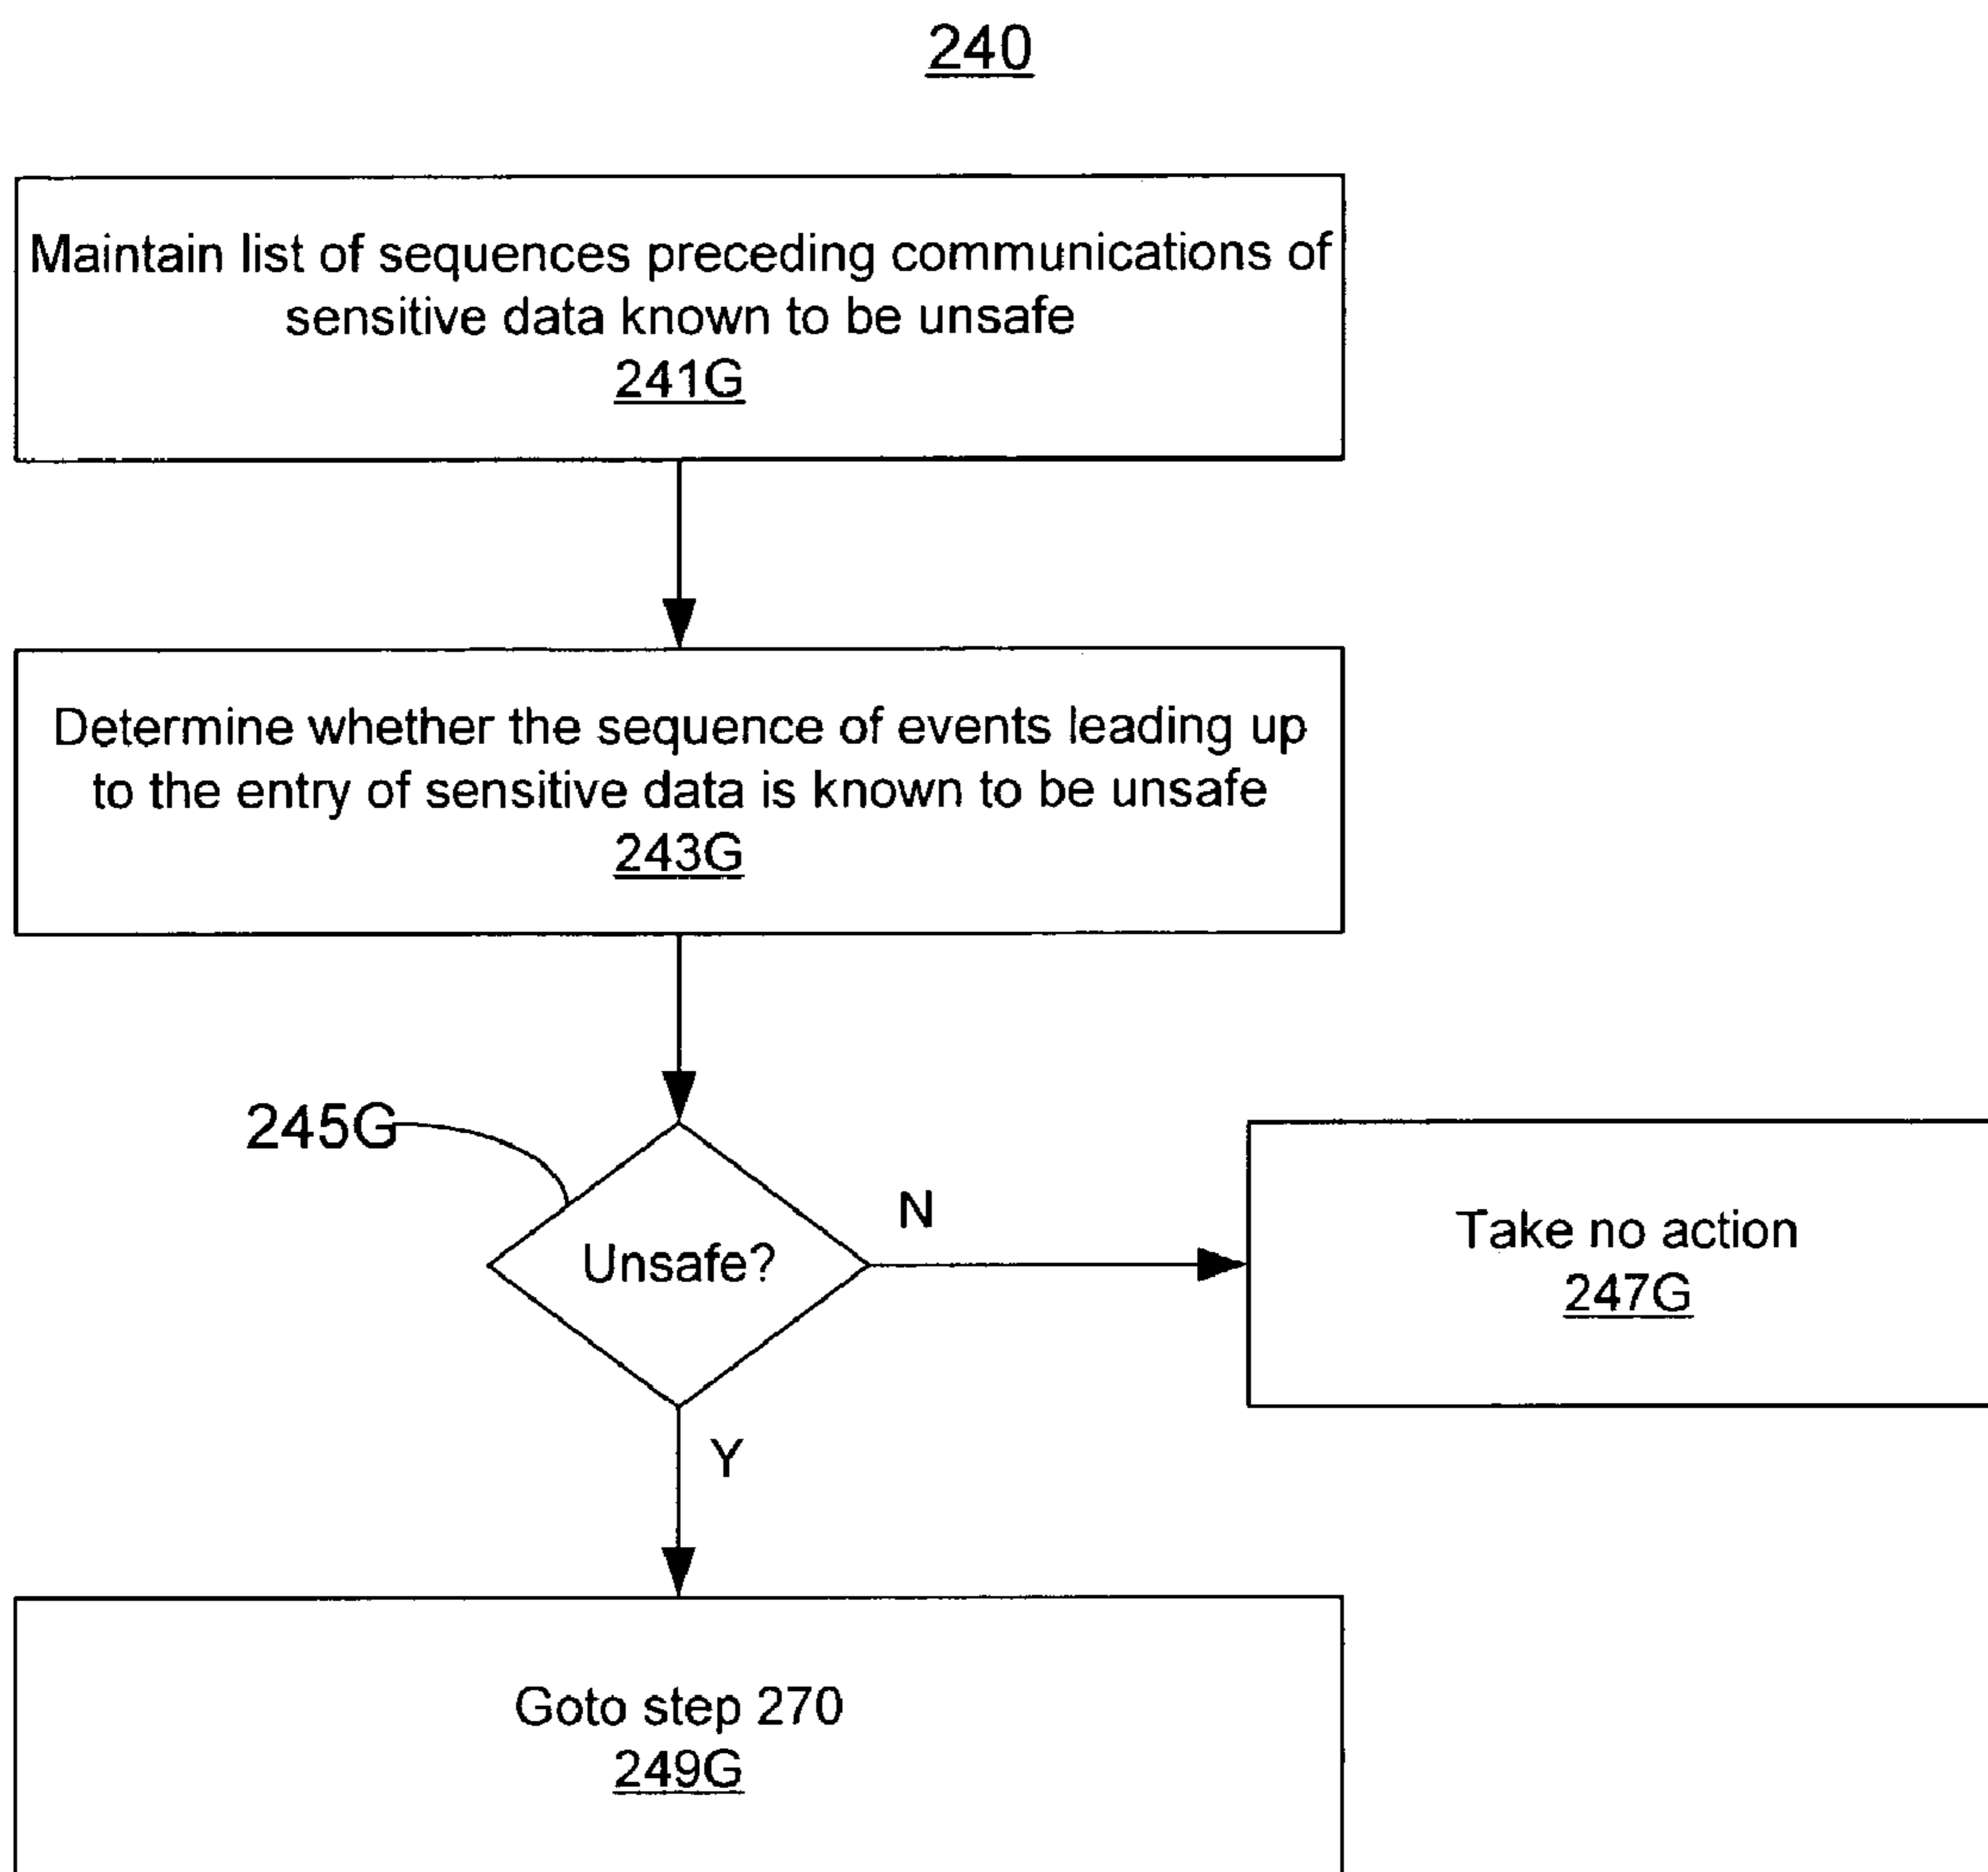 240
Maintain list of sequences preceding communications of
sensitive data known to be unsafe
241G
Determine whether the sequence of events leading up
to the entry of sensitive data is known to be unsafe
243G
245G
Unsafe?
N
Take no action
247G
Y
Goto step 270
249G